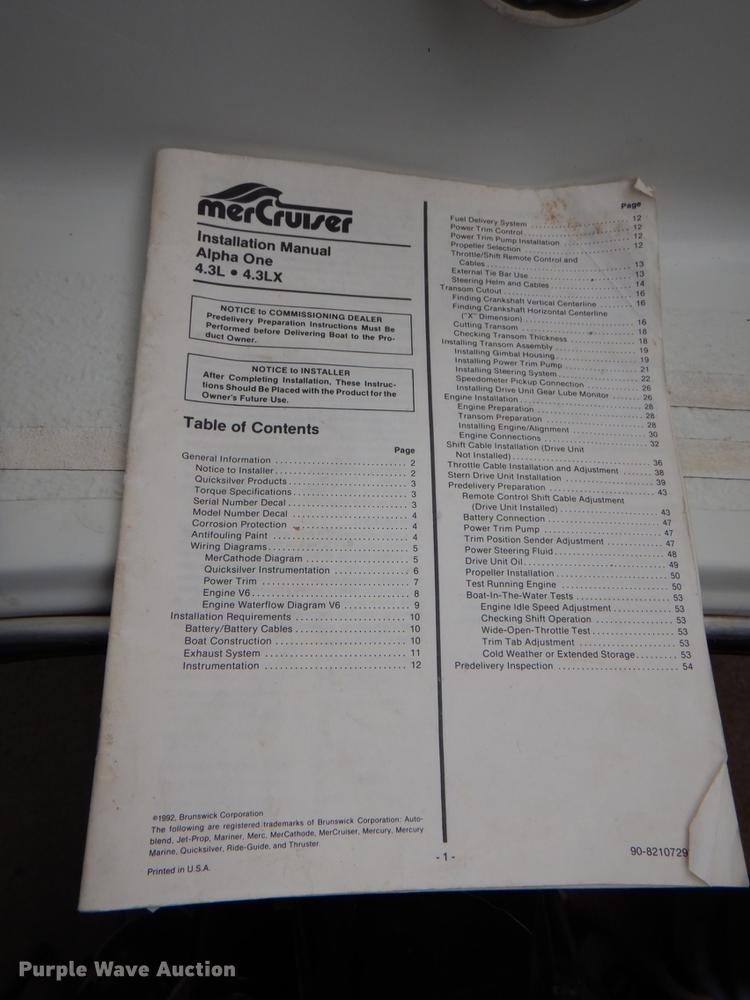 merCruiser
Installation Manual
Alpha One
4.3L • 4.3LX
NOTICE to COMMISSIONING DEALER
Predelivery Preparation Instructions Must Be
Performed before Delivering Boat to the Pro-
duct Owner.
NOTICE to INSTALLER
After Completing Installation, These Instruc-
tions Should Be Placed with the Product for the
Owner's Future Use.
Table of Contents
Page
General Information 2
Notice to Installer 2
Quicksilver Products 3
Torque Specifications 3
Serial Number Decal 3
Model Number Decal 4
Corrosion Protection 4
Antifouling Paint 4
Wiring Diagrams 5
MerCathode Diagram 5
Quicksilver Instrumentation 6
Power Trim 7
Engine V6 8
Engine Waterflow Diagram V6 9
Installation Requirements 10
Battery/Battery Cables 10
Boat Construction 10
Exhaust System 11
Instrumentation 12
©1992, Brunswick Corporation
The following are registered trademarks of Brunswick Corporation: Auto-
blend, Jet-Prop, Mariner, Merc, MerCathode, MerCruiser, Mercury, Mercury
Marine, Quicksilver, Ride-Guide, and Thruster.
Printed in U.S.A.
Page
Fuel Delivery System 12
Power Trim Control 12
Power Trim Pump Installation 12
Propeller Selection 12
Throttle/Shift Remote Control and
Cables 13
External Tie Bar Use 13
Steering Helm and Cables 14
Transom Cutout 16
Finding Crankshaft Vertical Centerline 16
Finding Crankshaft Horizontal Centerline
("X" Dimension) 16
Cutting Transom 18
Checking Transom Thickness 18
Installing Transom Assembly 19
Installing Gimbal Housing 19
Installing Power Trim Pump 21
Installing Steering System 22
Speedometer Pickup Connection 26
Installing Drive Unit Gear Lube Monitor 26
Engine Installation 28
Engine Preparation 28
Transom Preparation 28
Installing Engine/Alignment 30
Engine Connections 32
Shift Cable Installation (Drive Unit
Not Installed) 36
Throttle Cable Installation and Adjustment 38
Stern Drive Unit Installation 39
Predelivery Preparation 43
Remote Control Shift Cable Adjustment
(Drive Unit Installed) 43
Battery Connection 47
Power Trim Pump 47
Trim Position Sender Adjustment 47
Power Steering Fluid 48
Drive Unit Oil 49
Propeller Installation 50
Test Running Engine 50
Boat-In-The-Water Tests 53
Engine Idle Speed Adjustment 53
Checking Shift Operation 53
Wide-Open-Throttle Test 53
Trim Tab Adjustment 53
Cold Weather or Extended Storage 53
Predelivery Inspection 54
- 1 -
90-8210729
Purple Wave Auction